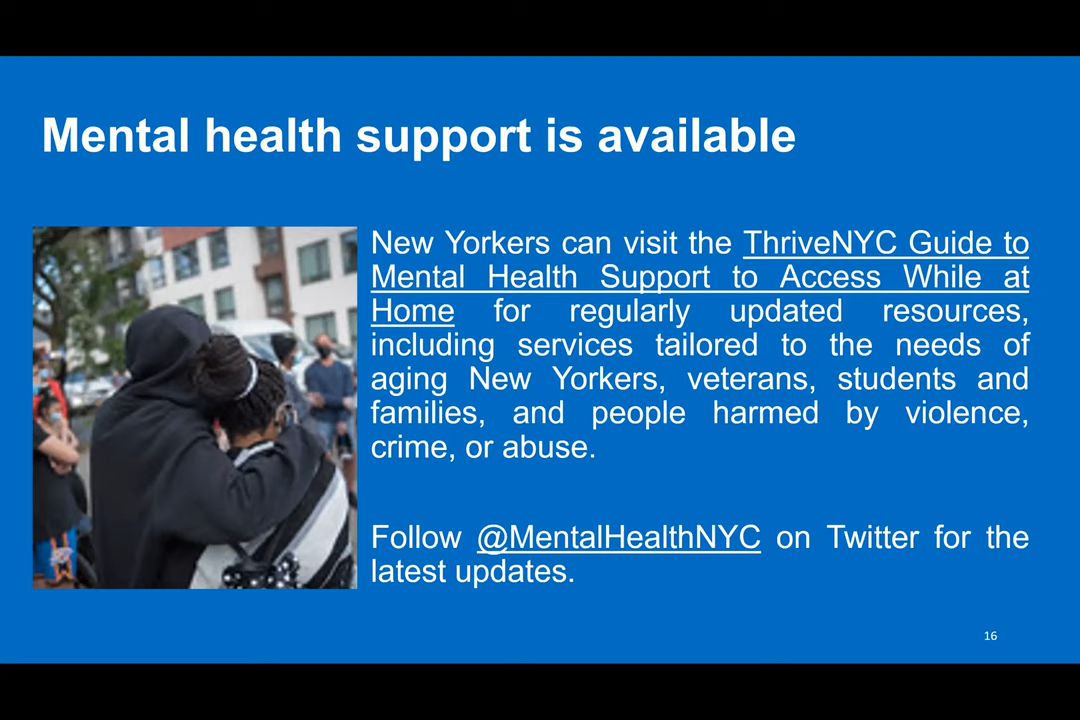 Mental health support is available
New Yorkers can visit the ThriveNYC Guide to
Mental Health Support to Access While at
Home for regularly updated resources,
including services tailored to the needs of
aging New Yorkers, veterans, students and
families, and people harmed by violence,
crime, or abuse.
Follow @MentalHealthNYC on Twitter for the
latest updates.
16